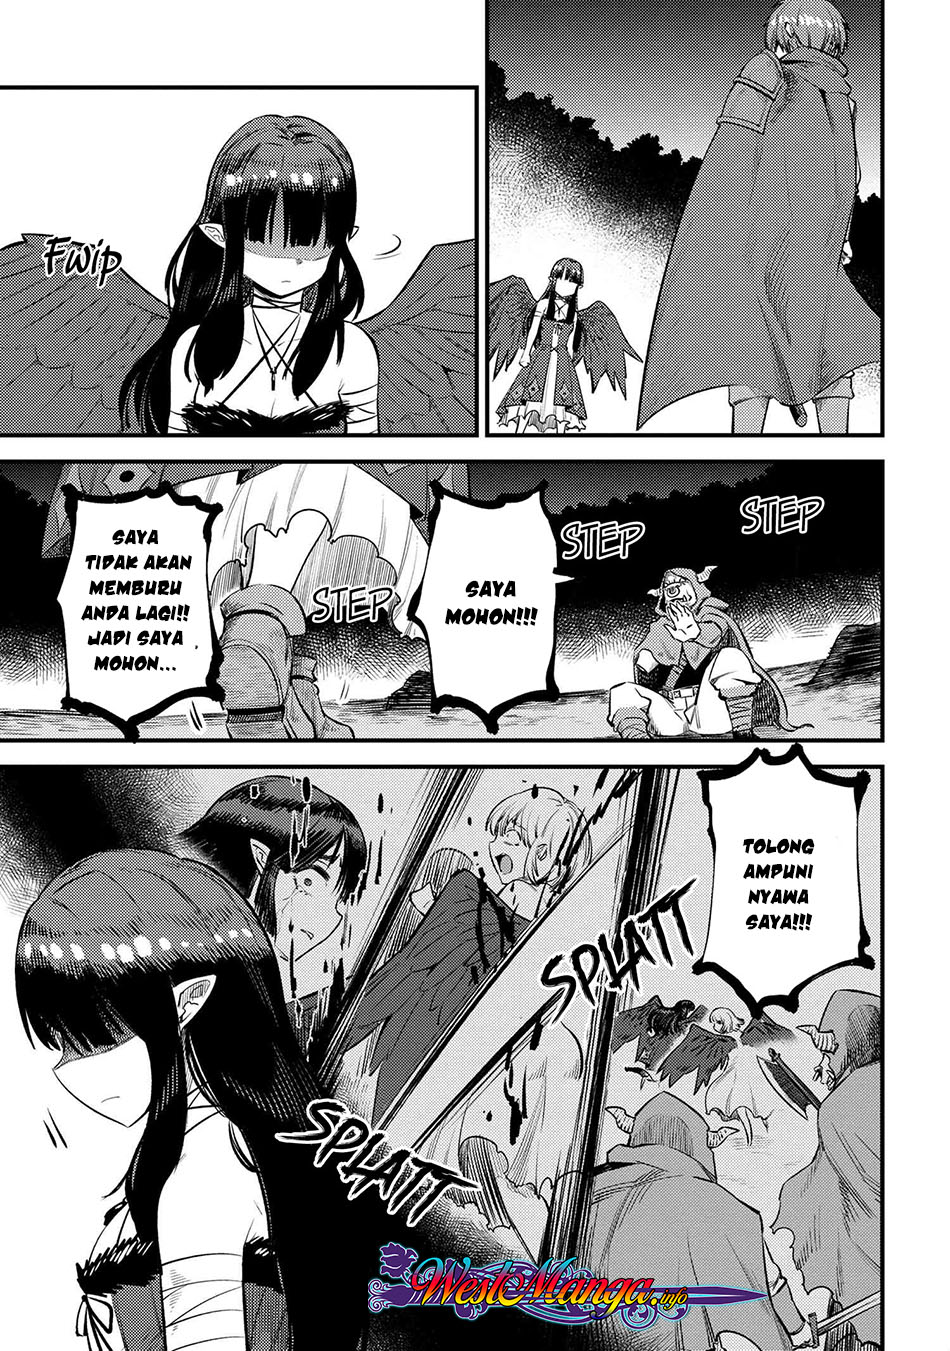 Fwip
STEP
STEP
SAYA
MOHON!!!
STEP
SAYA
TIDAK AKAN
MEMBURU
ANDA LAGI!!
JADI SAYA
MOHON...
TOLONG
AMPUNI
NYAWA
SAYA!!!
SPLATT
SPLATT
WestManga.info